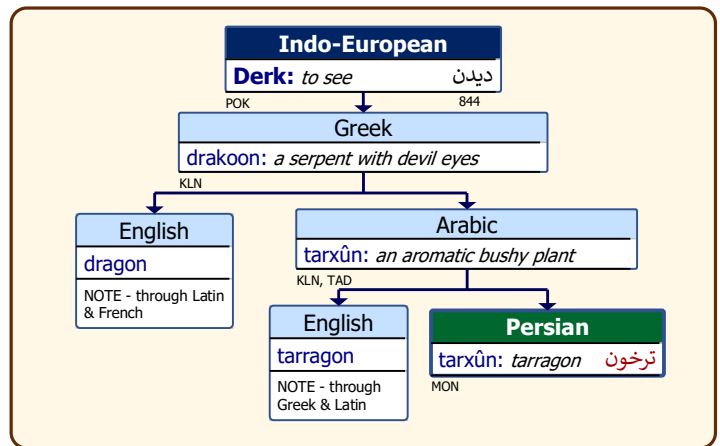 Indo-European
Derk: to see دیدن
POK 844
Greek
drakoon: a serpent with devil eyes
KLN
English
dragon
NOTE - through Latin
& French
Arabic
tarxûn: an aromatic bushy plant
KLN, TAD
English
tarragon
NOTE - through
Greek & Latin
Persian
tarxûn: tarragon ترخون
MON